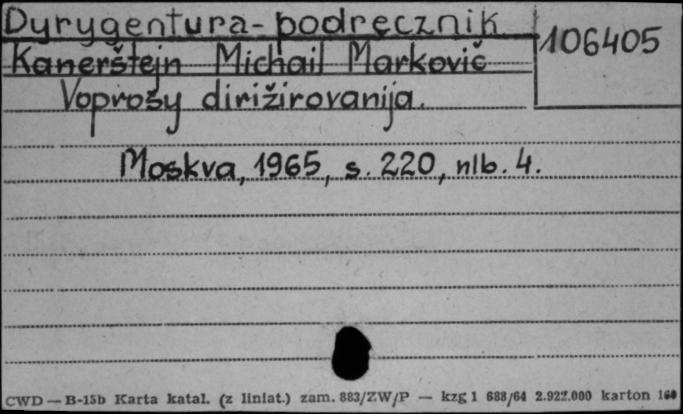 Dyrygentura-podręcznik
106405
Kanerštejn Michail Markovič
Voprosy dirižirovanija.
Moskva, 1965, s. 220, nlb. 4.
CWD — B-15b Karta katal. (z liniat.) zam. 883/ZW/P — kzg 1 688/64 2.922.000 karton 160